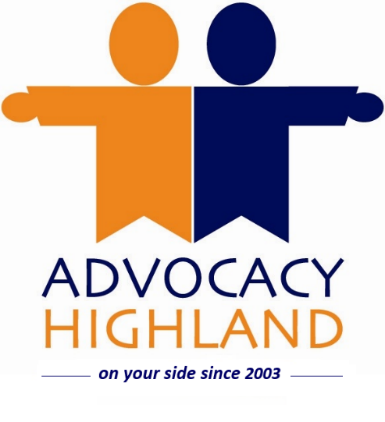 ADVOCACY
HIGHLAND
on your side since 2003